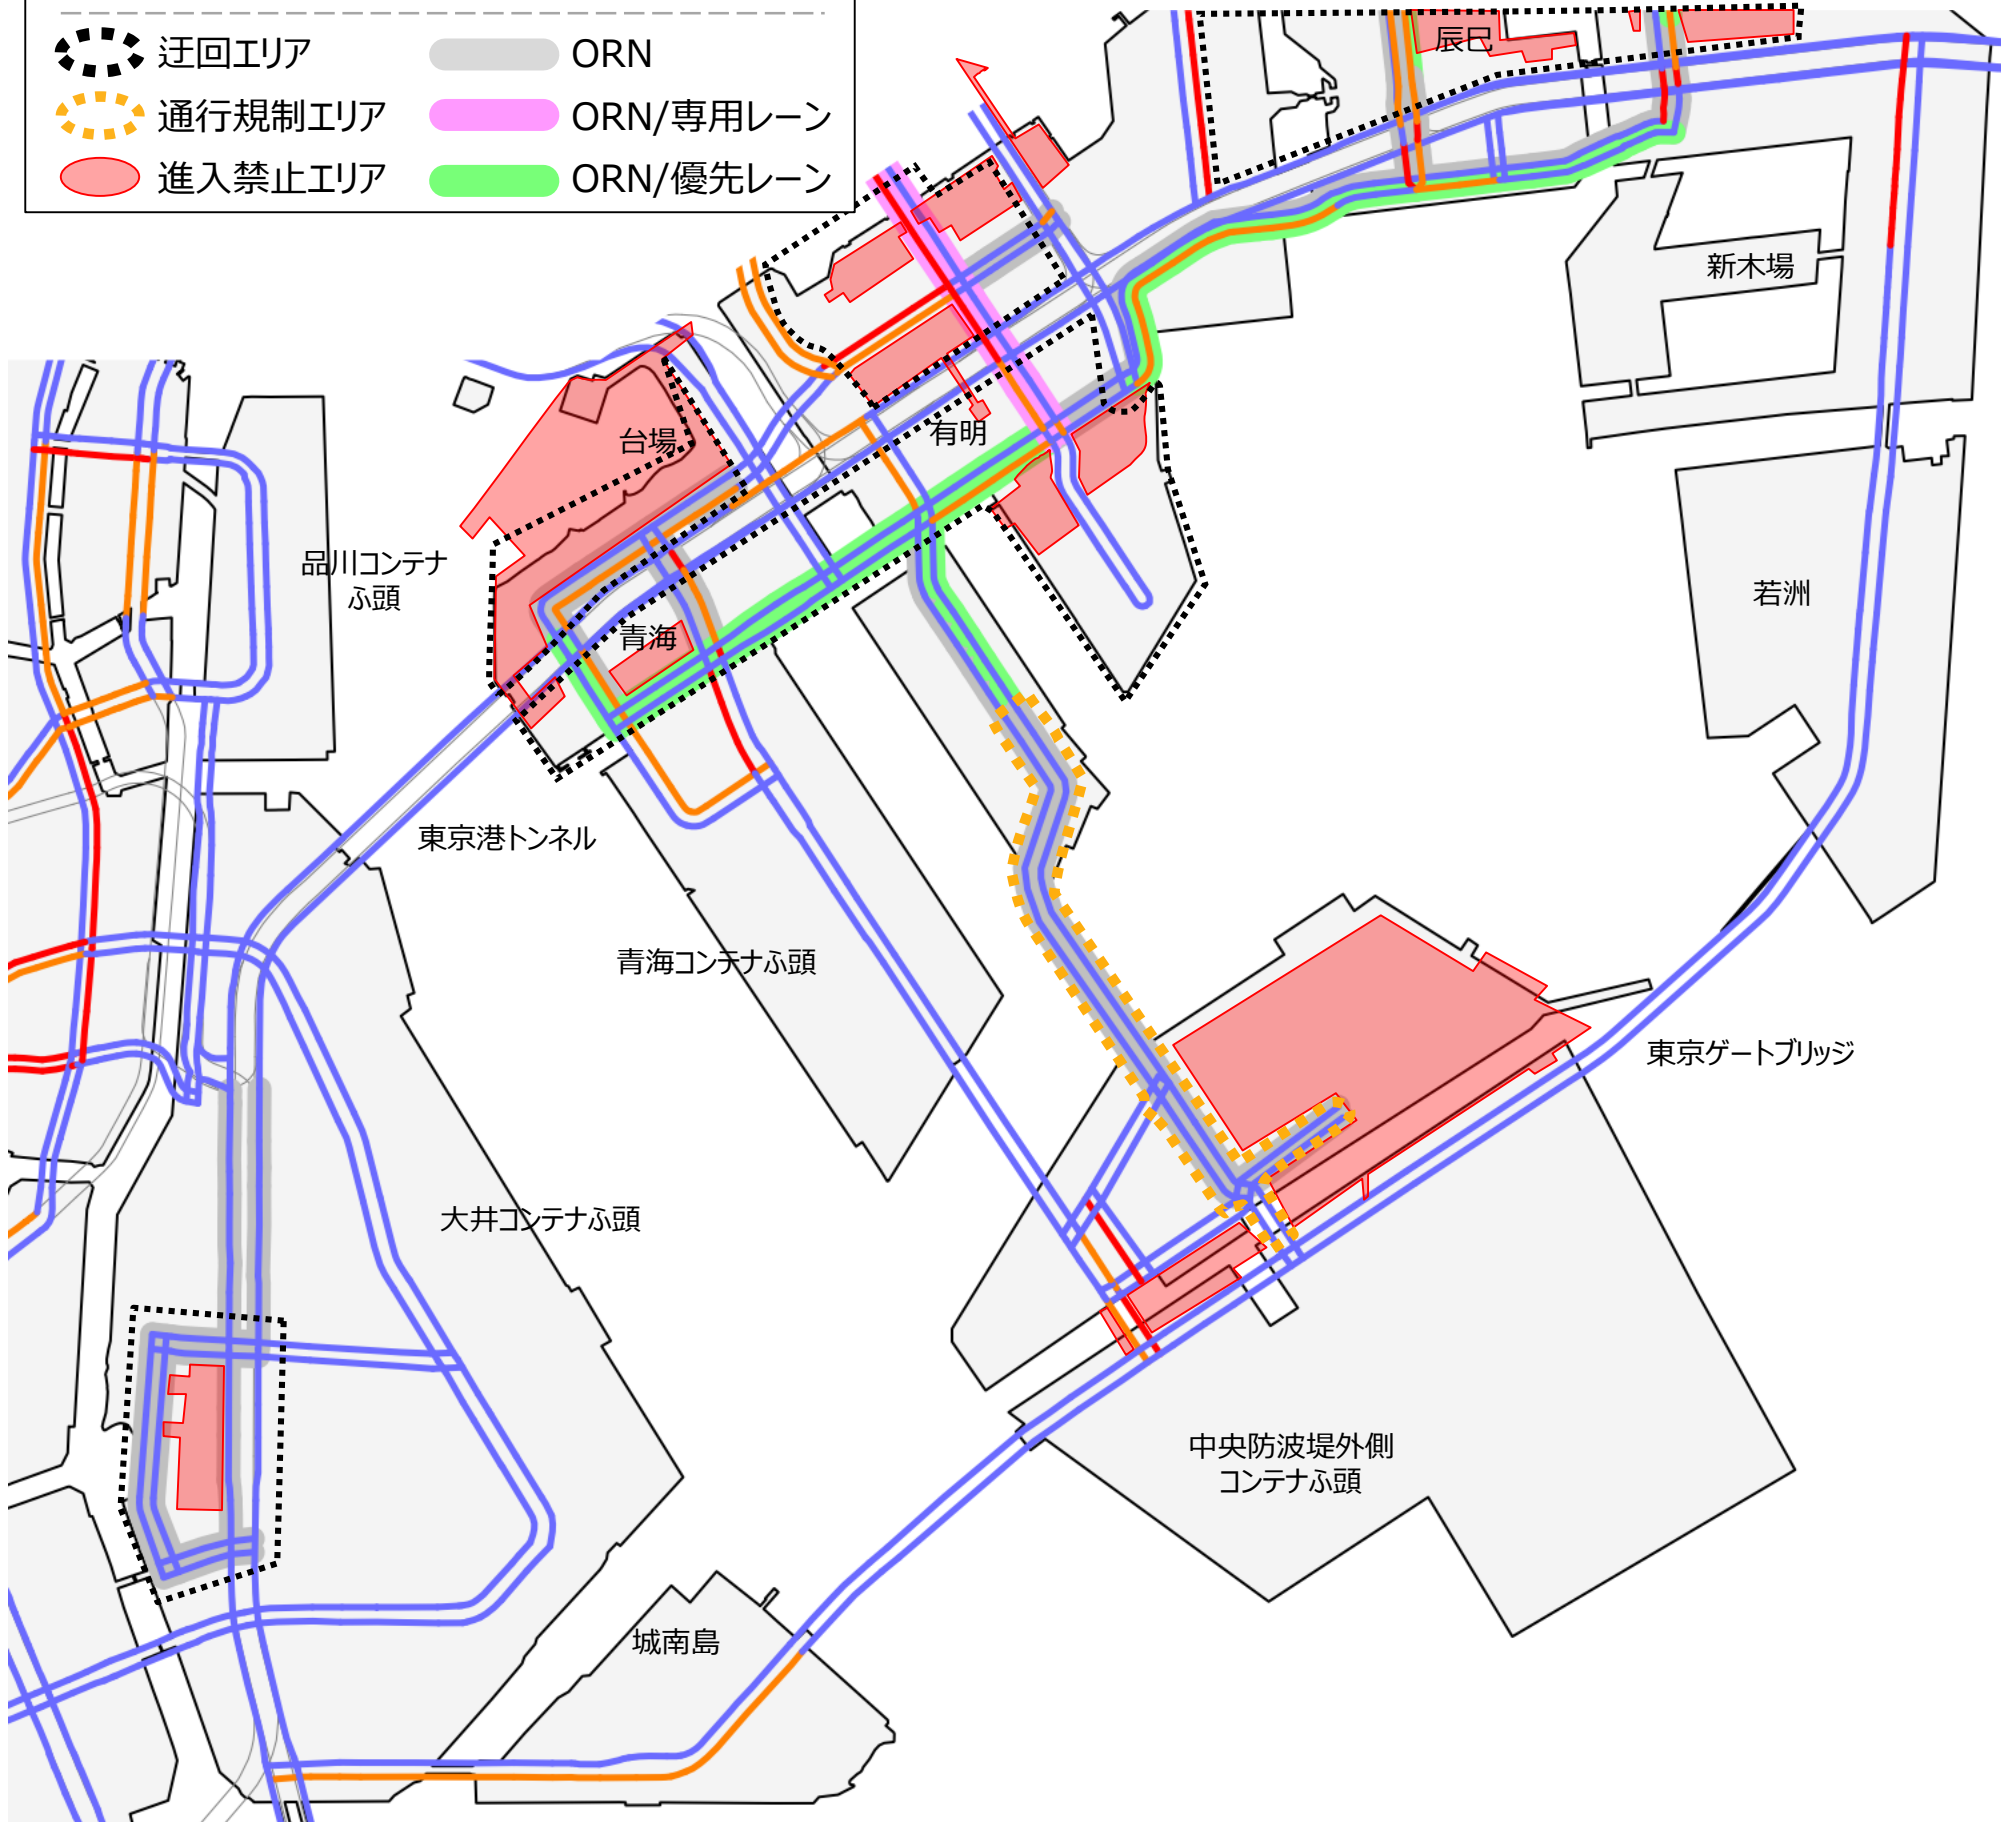 迂回エリア
ORN
通行規制エリア
ORN/専用レーン
進入禁止エリア
ORN/優先レーン
辰巳
新木場
台場
有明
品川コンテナ
ふ頭
若洲
青海
東京港トンネル
青海コンテナふ頭
東京ゲートブリッジ
大井コンテナふ頭
中央防波堤外側
コンテナふ頭
城南島